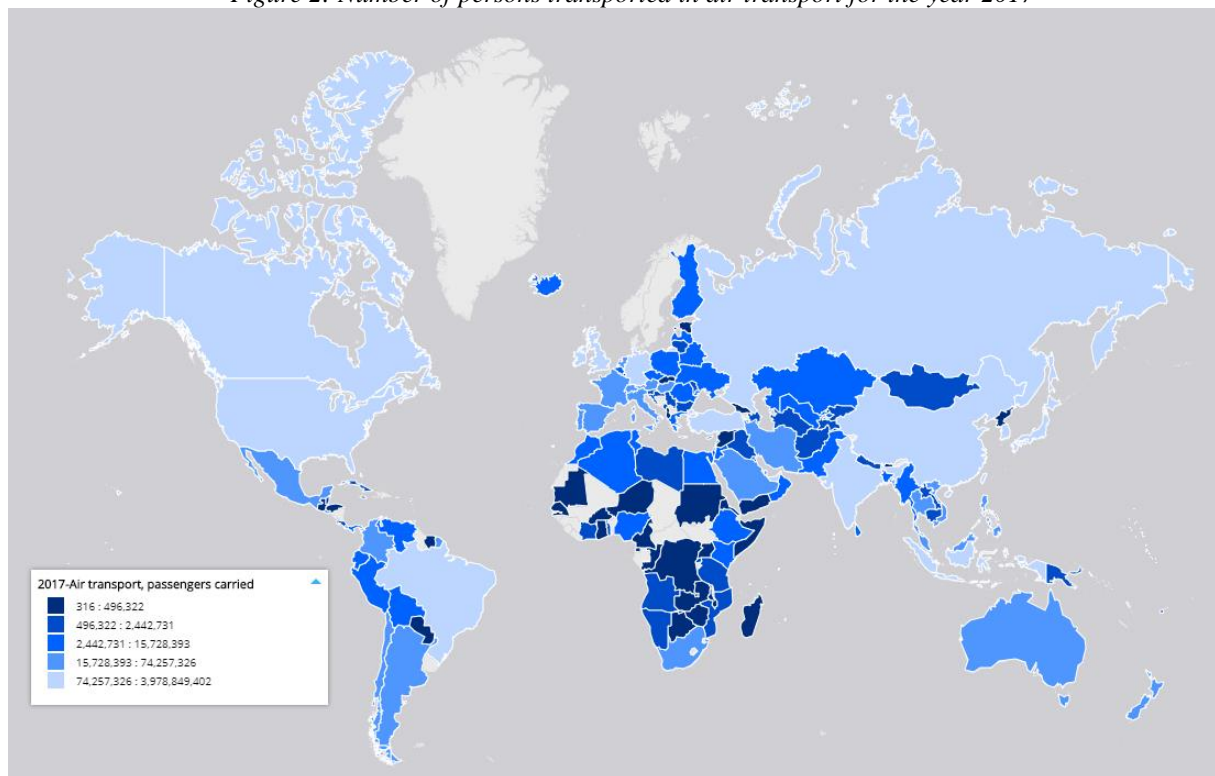 Figure 2. Number of persons transported in air transport for the year 2017
2017-Air transport, passengers carried
316 : 496,322
496,322 : 2,442,731
2,442,731 : 15,728,393
15,728,393 : 74,257,326
74,257,326 : 3,978,849,402